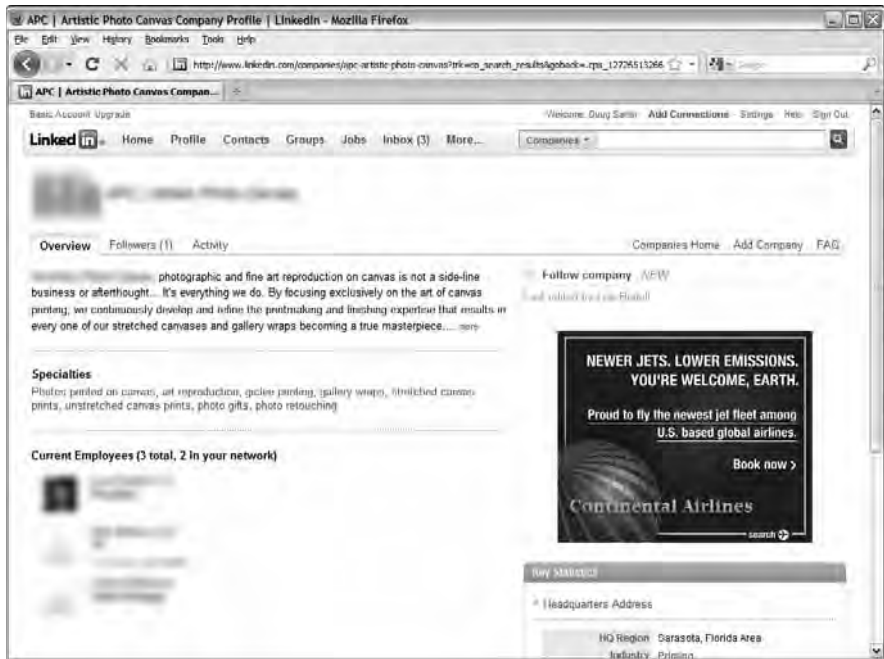 APC | Artistic Photo Canvas Company Profile | LinkedIn - Mozilla Firefox
File Edit View History Bookmarks Tools Help
http://www.linkedin.com/companies/apc-artistic-photo-canvas?trk=co_search_results&goback=.cps_12726513266
APC | Artistic Photo Canvas Compan...
Basic Account Upgrade
Welcome, Doug Add Connections Settings Help Sign Out
Linked in Home Profile Contacts Groups Jobs Inbox (3) More... Companies
Overview Followers (1) Activity Companies Home Add Company FAQ
photographic and fine art reproduction on canvas is not a side-line
business or afterthought... It's everything we do. By focusing exclusively on the art of canvas
printing, we continuously develop and refine the printmaking and finishing expertise that results in
every one of our stretched canvases and gallery wraps becoming a true masterpiece.... more
Follow company NEW
Specialties
Photos printed on canvas, art reproduction, giclee printing, gallery wraps, stretched canvas
prints, unstretched canvas prints, photo gifts, photo retouching
Current Employees (3 total, 2 in your network)
NEWER JETS. LOWER EMISSIONS.
YOU'RE WELCOME, EARTH.
Proud to fly the newest jet fleet among
U.S. based global airlines.
Book now >
Continental Airlines
search
Key Statistics
Headquarters Address
HQ Region Sarasota, Florida Area
Industry Printing